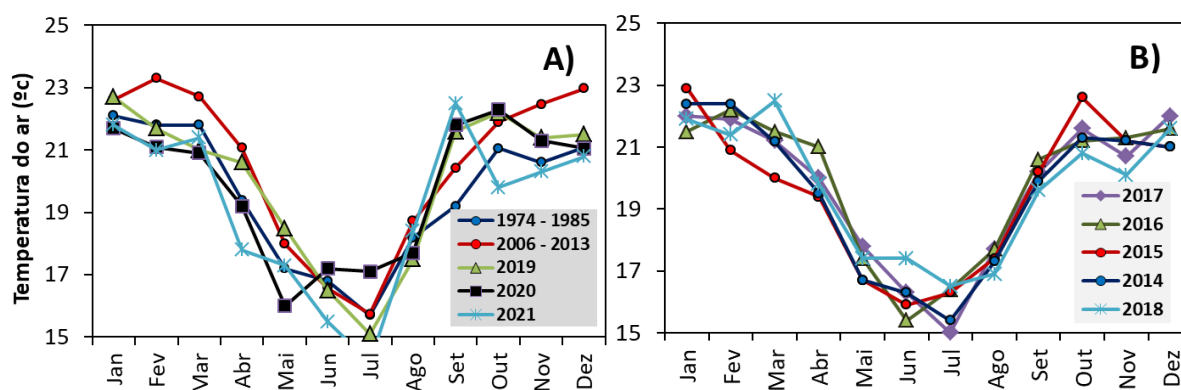 Temperatura do ar (ºc)
25
23
21
19
17
15
A)
1974 - 1985
2006 - 2013
2019
2020
2021
Jan
Fev
Mar
Abr
Mai
Jun
Jul
Ago
Set
Out
Nov
Dez
25
23
21
19
17
15
B)
2017
2016
2015
2014
2018
Jan
Fev
Mar
Abr
Mai
Jun
Jul
Ago
Set
Out
Nov
Dez